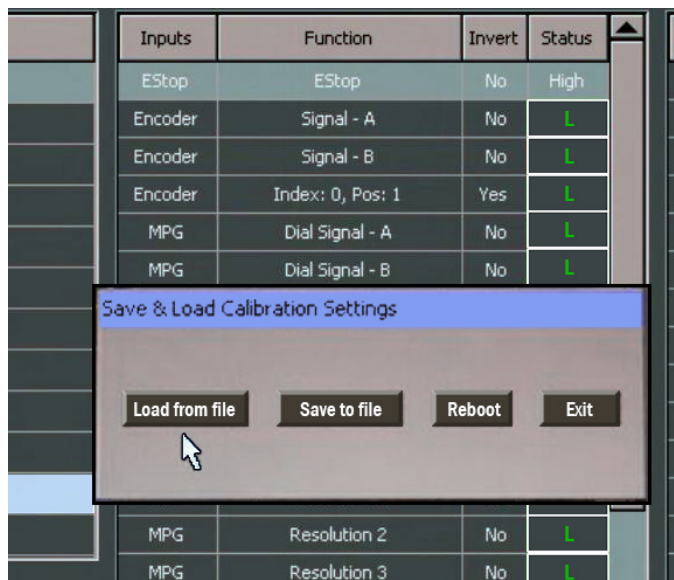 Inputs Function Invert Status
EStop EStop No High
Encoder Signal - A No L
Encoder Signal - B No L
Encoder Index: 0, Pos: 1 Yes L
MPG Dial Signal - A No L
MPG Dial Signal - B No L
Save & Load Calibration Settings
Load from file Save to file Reboot Exit
MPG Resolution 2 No L
MPG Resolution 3 No L